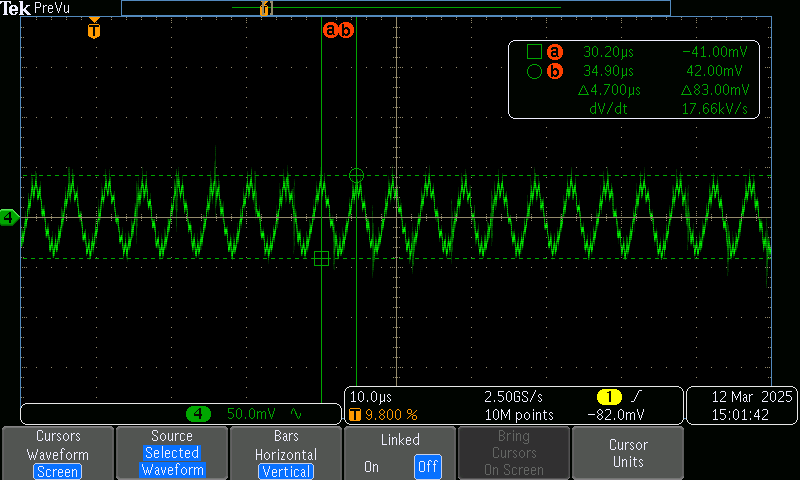 Tek PreVu
T
T
a b
a 30.20µs −41.00mV
b 34.90µs 42.00mV
△4.700µs △83.00mV
dV/dt 17.66kV/s
4
4 50.0mV ∿
10.0µs 2.50GS/s 1 ∫
T 9.800 % 10M points −82.0mV
12 Mar 2025
15:01:42
Cursors
Waveform
Screen
Source
Selected
Waveform
Bars
Horizontal
Vertical
Linked
On Off
Bring
Cursors
On Screen
Cursor
Units